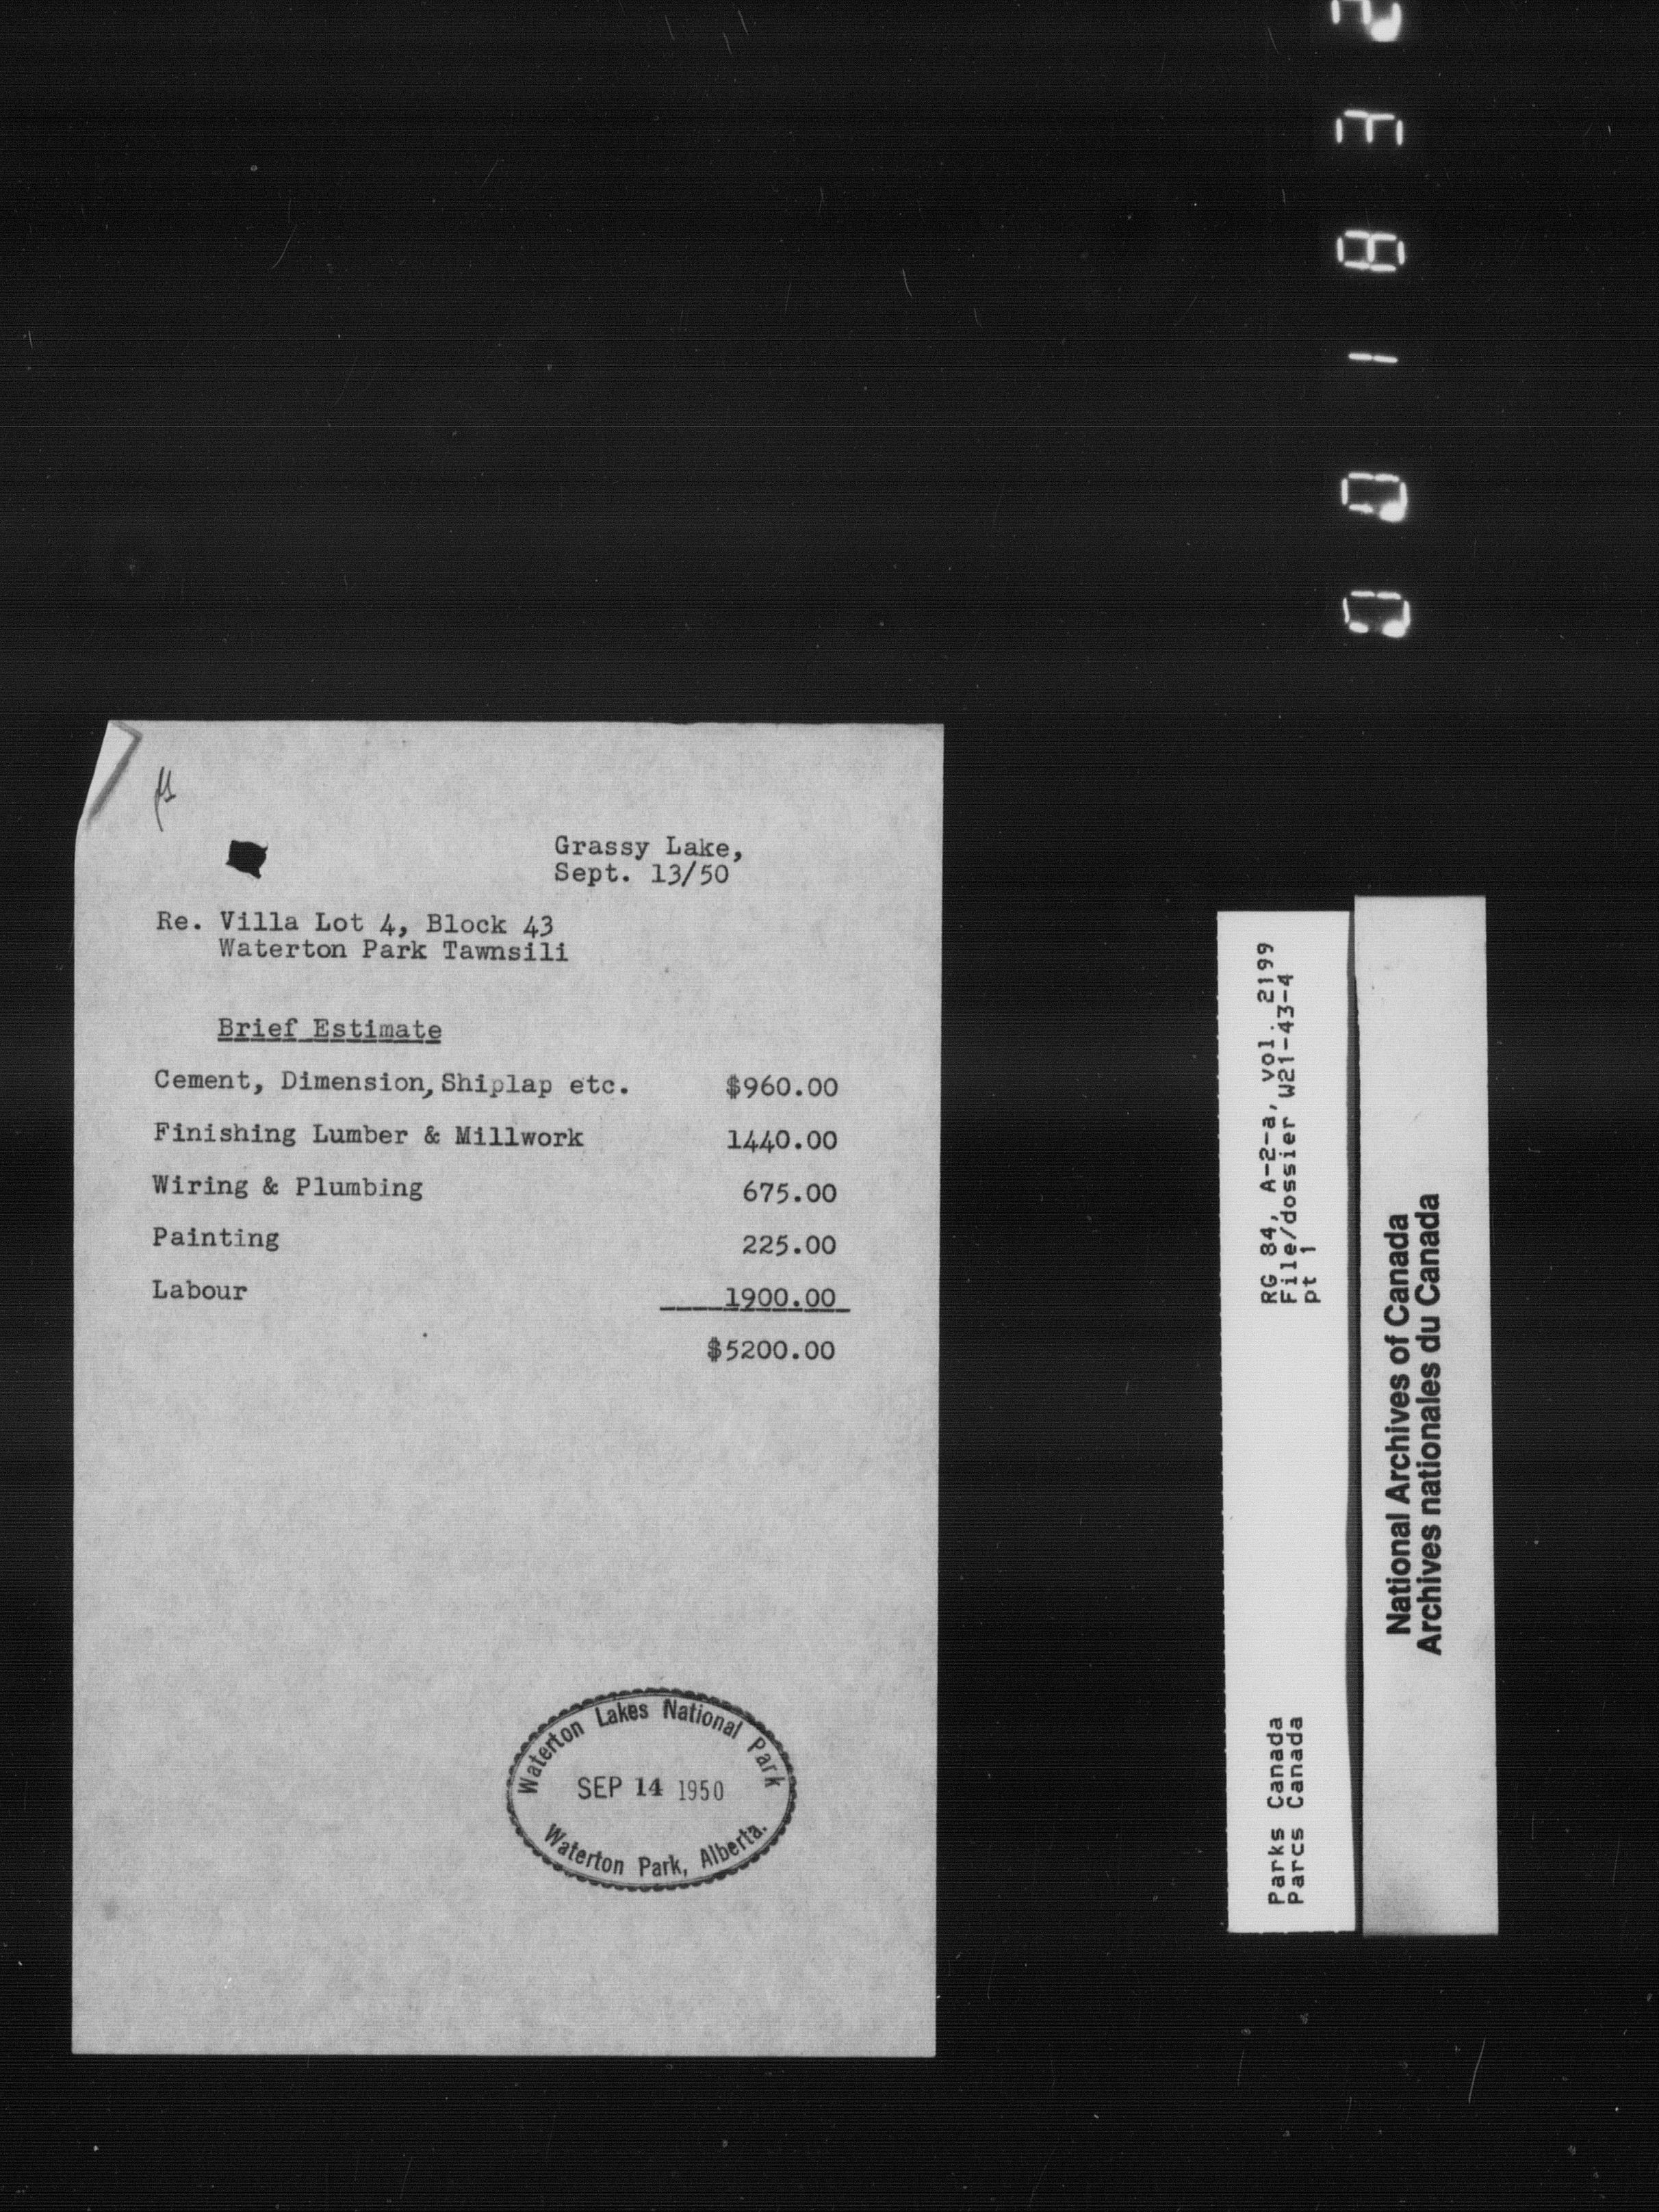 Grassy Lake,
Sept. 13/50
Re. Villa Lot 4, Block 43
Waterton Park Tawnsili
Brief Estimate
Cement, Dimension, Shiplap etc. $960.00
Finishing Lumber & Millwork 1440.00
Wiring & Plumbing 675.00
Painting 225.00
Labour 1900.00
$5200.00
Waterton Lakes National Park
SEP 14 1950
Waterton Park, Alberta.
RG 84, A-2-a, vol. 2199
File/dossier W21-43-4
pt 1
Parks Canada
Parcs Canada
National Archives of Canada
Archives nationales du Canada